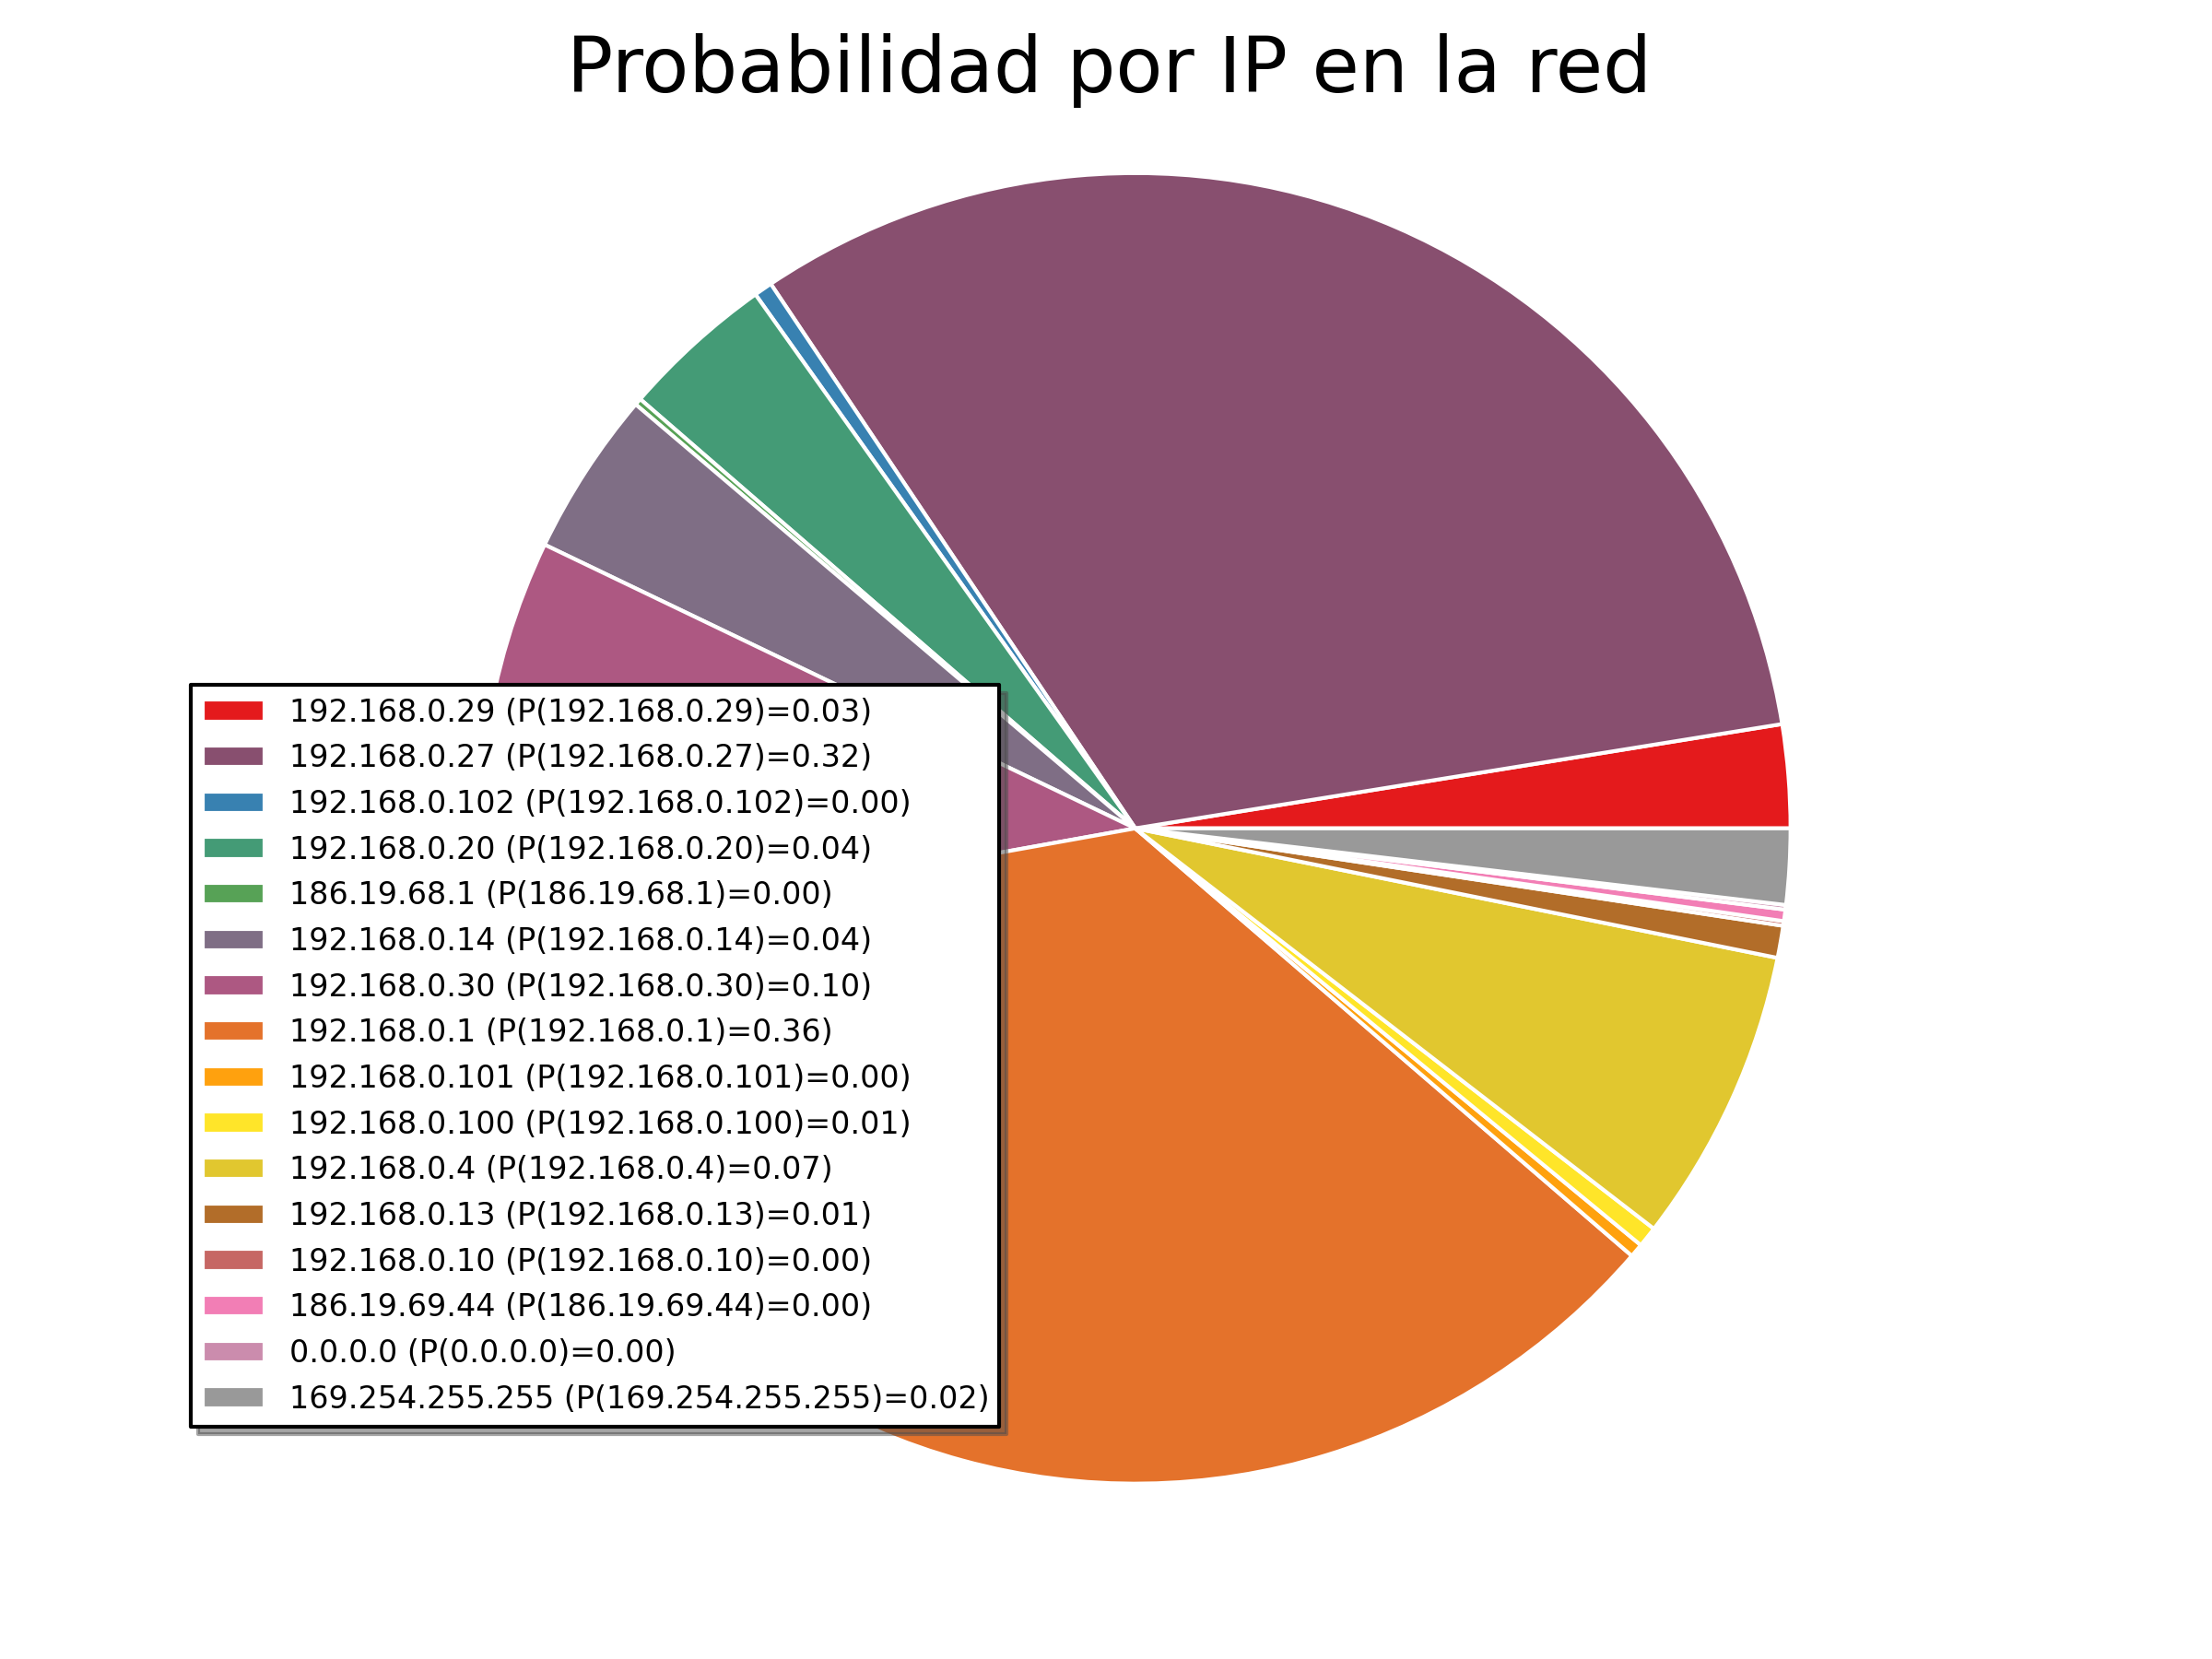 Probabilidad por IP en la red
192.168.0.29 (P(192.168.0.29)=0.03)
192.168.0.27 (P(192.168.0.27)=0.32)
192.168.0.102 (P(192.168.0.102)=0.00)
192.168.0.20 (P(192.168.0.20)=0.04)
186.19.68.1 (P(186.19.68.1)=0.00)
192.168.0.14 (P(192.168.0.14)=0.04)
192.168.0.30 (P(192.168.0.30)=0.10)
192.168.0.1 (P(192.168.0.1)=0.36)
192.168.0.101 (P(192.168.0.101)=0.00)
192.168.0.100 (P(192.168.0.100)=0.01)
192.168.0.4 (P(192.168.0.4)=0.07)
192.168.0.13 (P(192.168.0.13)=0.01)
192.168.0.10 (P(192.168.0.10)=0.00)
186.19.69.44 (P(186.19.69.44)=0.00)
0.0.0.0 (P(0.0.0.0)=0.00)
169.254.255.255 (P(169.254.255.255)=0.02)